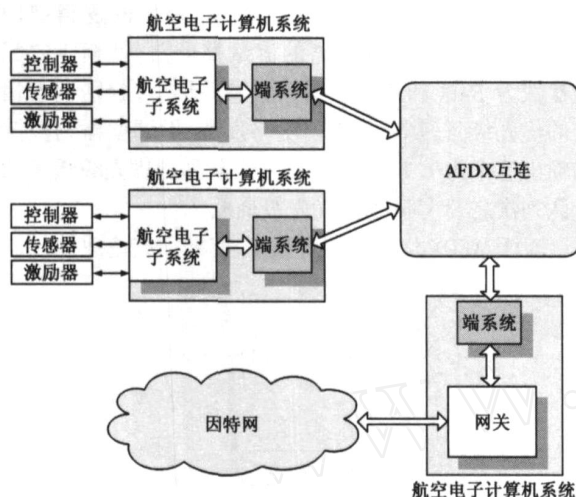 航空电子计算机系统
控制器
传感器
激励器
航空电子
子系统
端系统
航空电子计算机系统
控制器
传感器
激励器
航空电子
子系统
端系统
AFDX互连
端系统
网关
因特网
航空电子计算机系统